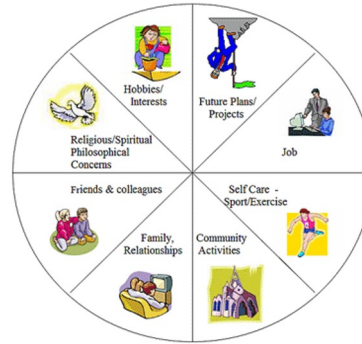 Hobbies/
Interests
Future Plans/
Projects
Religious/Spiritual
Philosophical
Concerns
Job
Friends & colleagues
Self Care -
Sport/Exercise
Family,
Relationships
Community
Activities